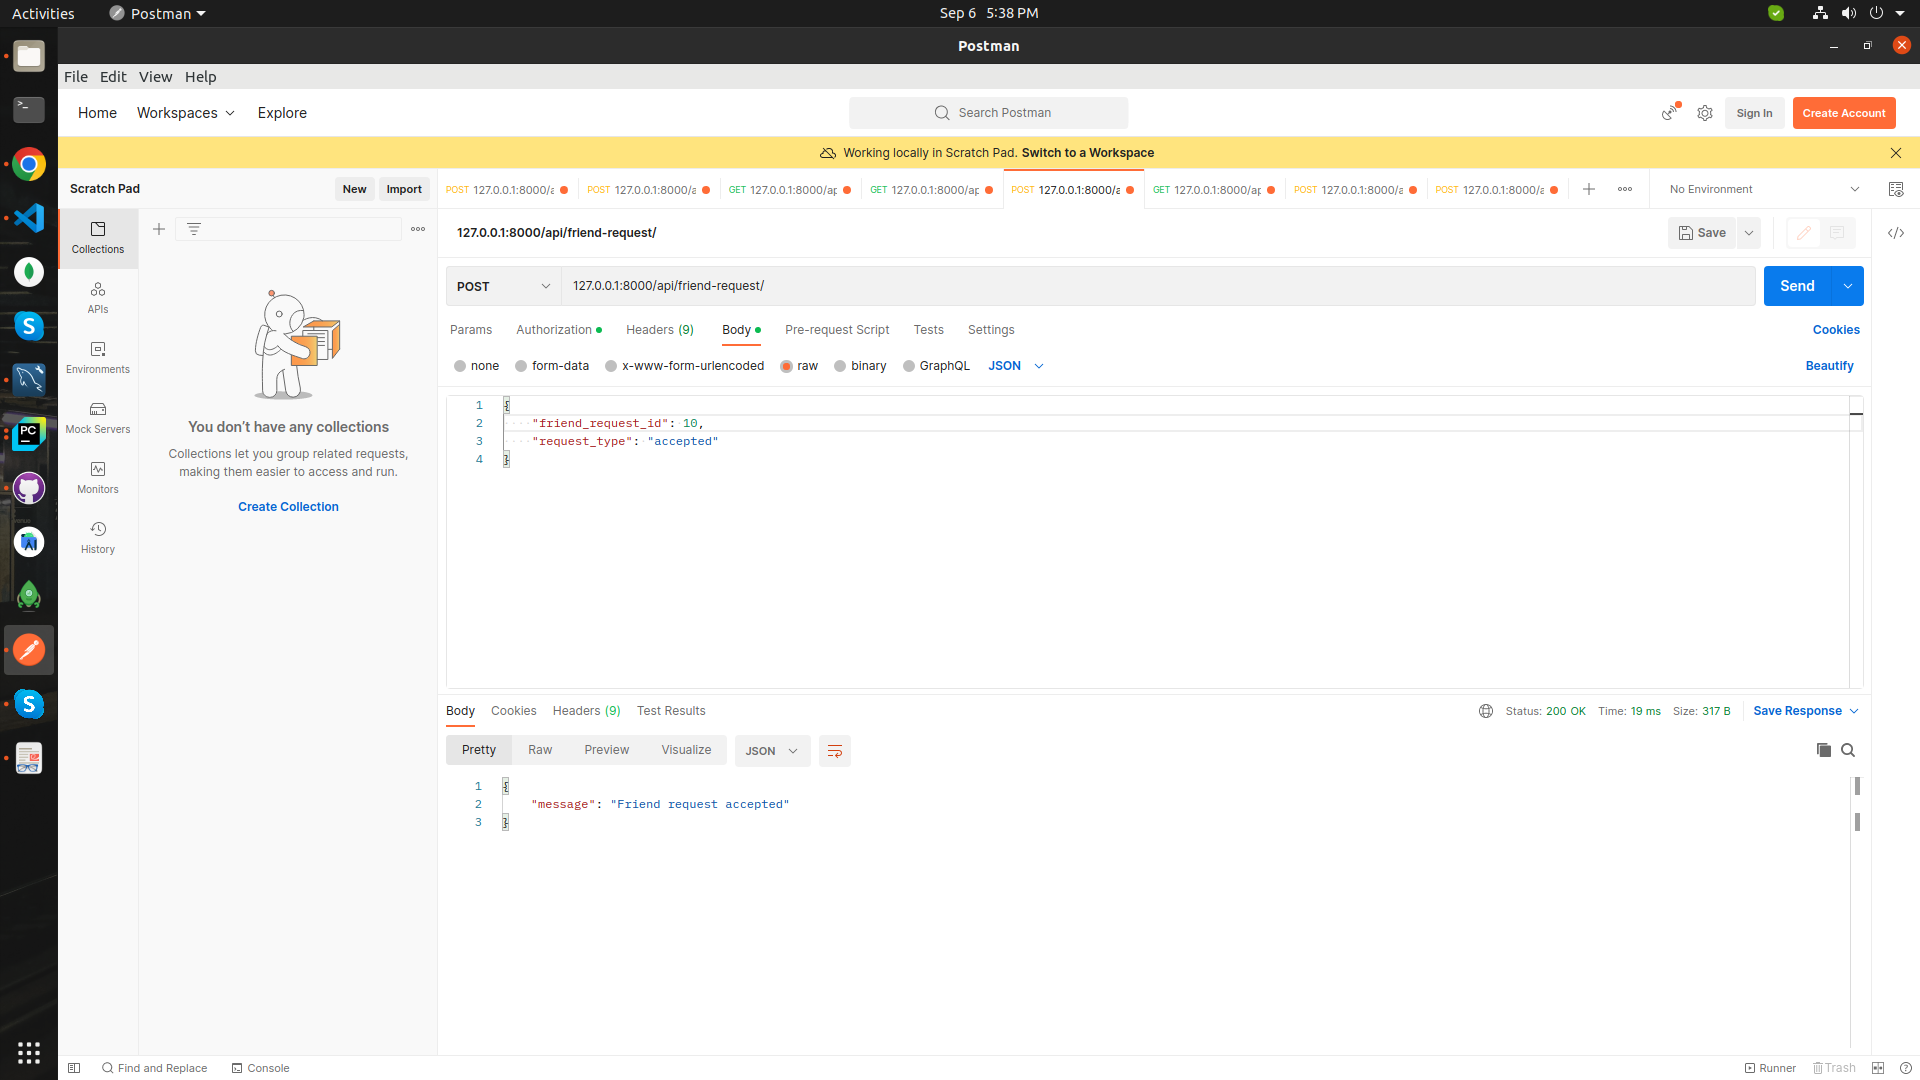 Activities
Postman
Sep 6 5:38 PM
Postman
File Edit View Help
Home Workspaces Explore
Search Postman
Sign In
Create Account
Working locally in Scratch Pad. Switch to a Workspace
Scratch Pad
New
Import
POST 127.0.0.1:8000/a
POST 127.0.0.1:8000/a
GET 127.0.0.1:8000/ap
GET 127.0.0.1:8000/ap
POST 127.0.0.1:8000/a
GET 127.0.0.1:8000/ap
POST 127.0.0.1:8000/a
POST 127.0.0.1:8000/a
No Environment
Collections
APIs
Environments
Mock Servers
Monitors
History
You don't have any collections
Collections let you group related requests,
making them easier to access and run.
Create Collection
127.0.0.1:8000/api/friend-request/
Save
POST
127.0.0.1:8000/api/friend-request/
Send
Params Authorization Headers (9) Body Pre-request Script Tests Settings
Cookies
none form-data x-www-form-urlencoded raw binary GraphQL JSON
Beautify
1 {
2 "friend_request_id": 10,
3 "request_type": "accepted"
4 }
Body Cookies Headers (9) Test Results
Status: 200 OK Time: 19 ms Size: 317 B
Save Response
Pretty Raw Preview Visualize JSON
1 {
2 "message": "Friend request accepted"
3 }
Find and Replace
Console
Runner
Trash